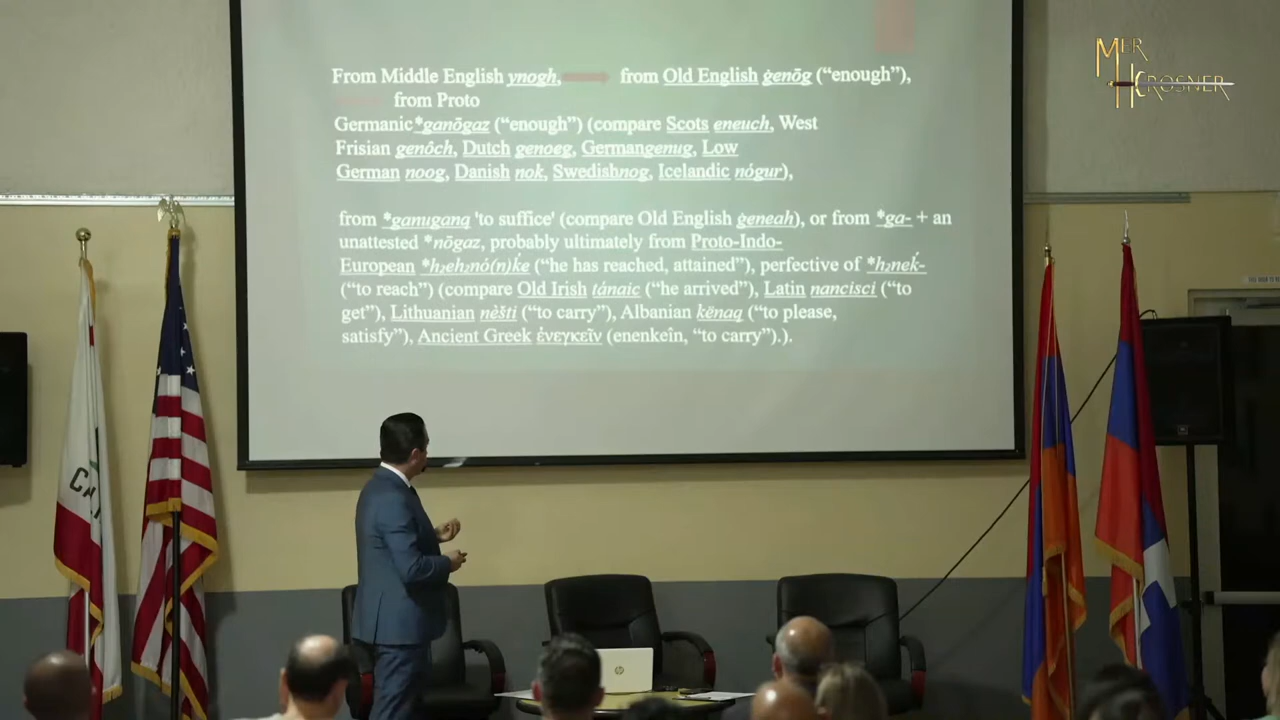 From Middle English ynogh, from Old English ġenōg (“enough”),
from Proto
Germanic *ganōgaz (“enough”) (compare Scots eneuch, West
Frisian genôch, Dutch genoeg, Germangenug, Low
German noog, Danish nok, Swedishnog, Icelandic nógur),
from *ganuganą 'to suffice' (compare Old English ġeneah), or from *ga- + an
unattested *nōgaz, probably ultimately from Proto-Indo-
European *h₂eh₂nó(n)ḱe (“he has reached, attained”), perfective of *h₂neḱ-
(“to reach”) (compare Old Irish tánaic (“he arrived”), Latin nancisci (“to
get”), Lithuanian nèšti (“to carry”), Albanian kënaq (“to please,
satisfy”), Ancient Greek ἐνεγκεῖν (enenkeîn, “to carry”).).
MER
HEROSNER
hp